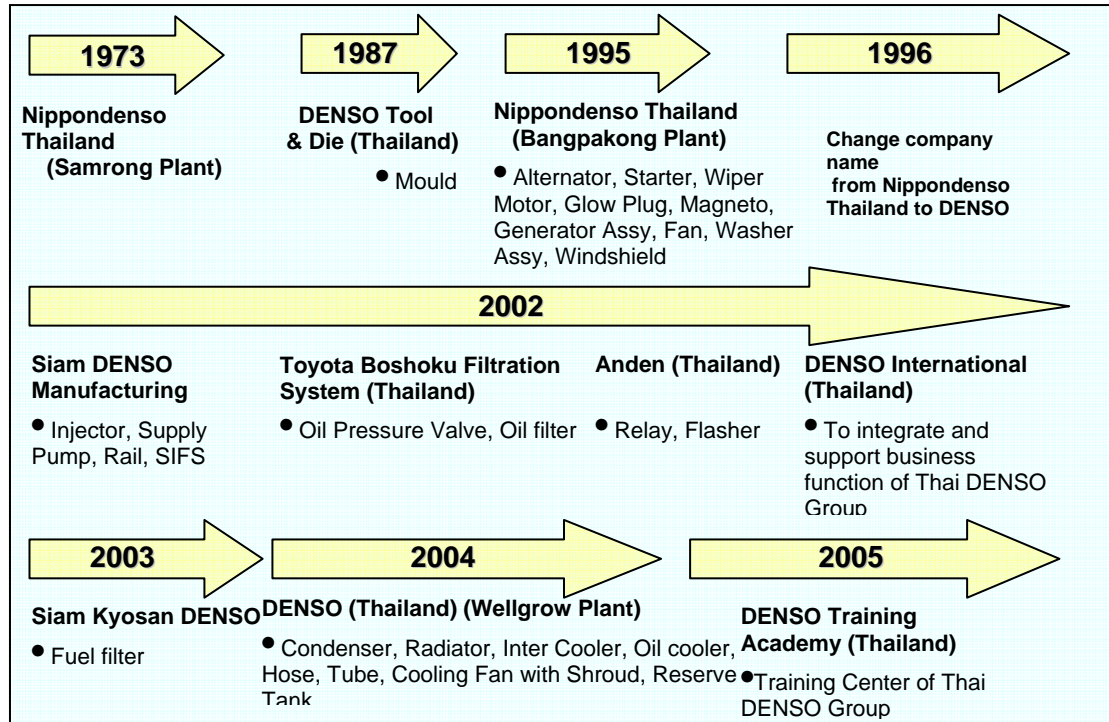 1973
1987
1995
1996
Nippondenso
Thailand
(Samrong Plant)
DENSO Tool
& Die (Thailand)
• Mould
Nippondenso Thailand
(Bangpakong Plant)
• Alternator, Starter, Wiper
Motor, Glow Plug, Magneto,
Generator Assy, Fan, Washer
Assy, Windshield
Change company
name
from Nippondenso
Thailand to DENSO
2002
Siam DENSO
Manufacturing
• Injector, Supply
Pump, Rail, SIFS
Toyota Boshoku Filtration
System (Thailand)
• Oil Pressure Valve, Oil filter
Anden (Thailand)
• Relay, Flasher
DENSO International
(Thailand)
• To integrate and
support business
function of Thai DENSO
Group
2003
2004
2005
Siam Kyosan DENSO
• Fuel filter
DENSO (Thailand) (Wellgrow Plant)
• Condenser, Radiator, Inter Cooler, Oil cooler,
Hose, Tube, Cooling Fan with Shroud, Reserve
Tank
DENSO Training
Academy (Thailand)
•Training Center of Thai
DENSO Group